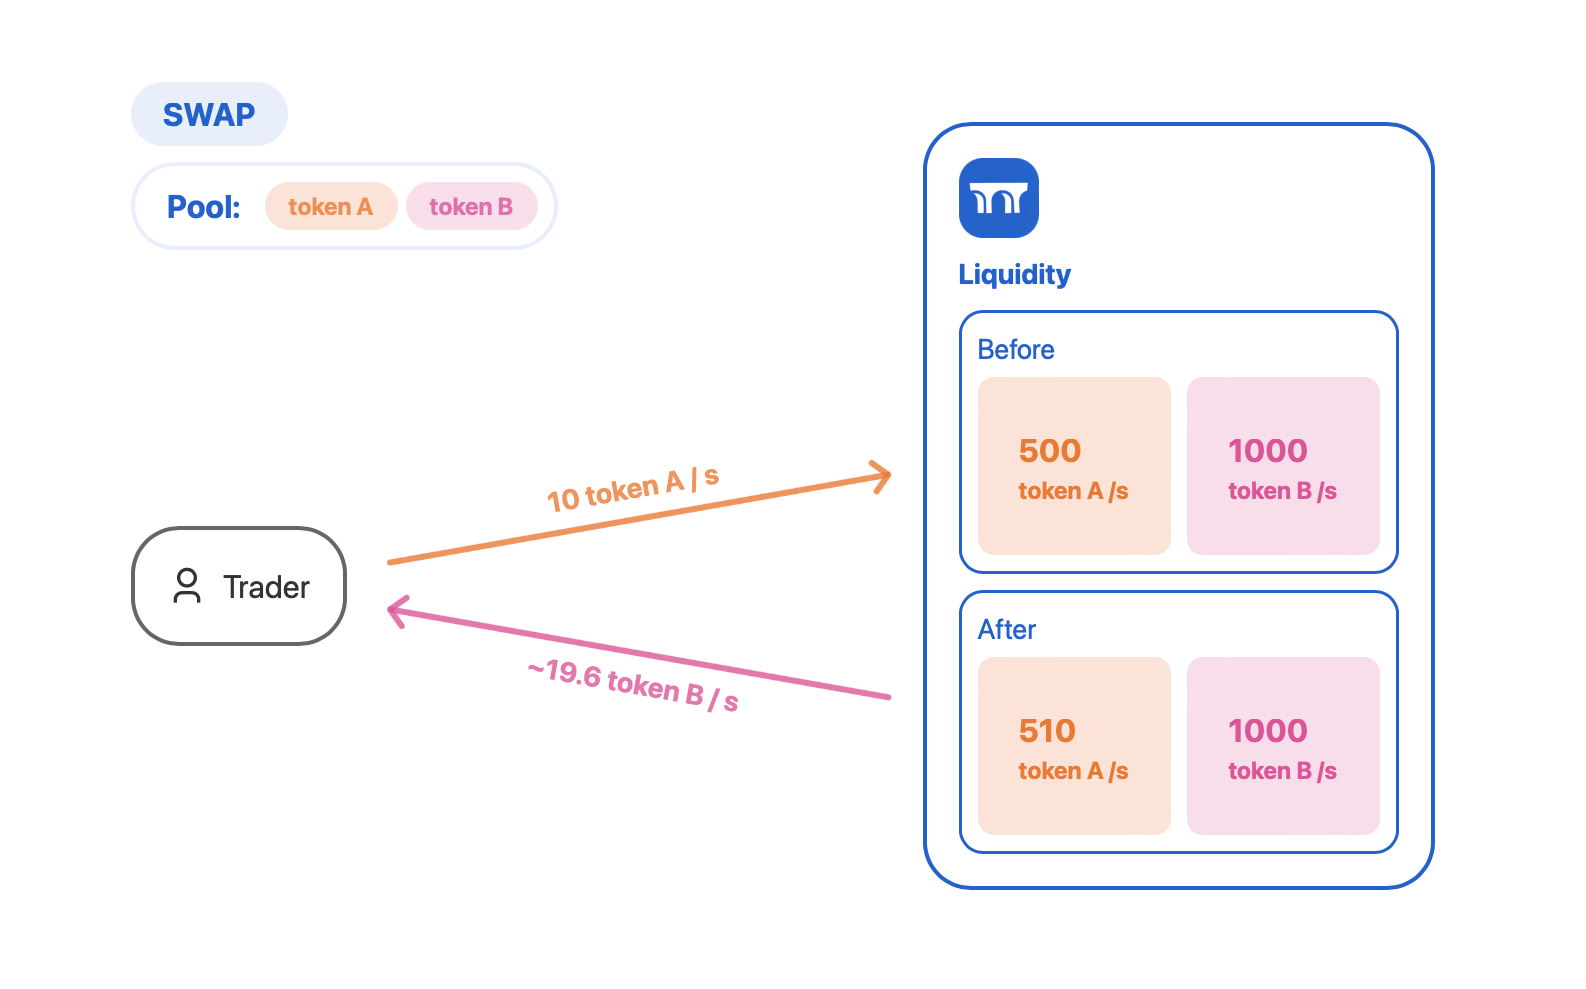 SWAP
Pool: token A token B
Liquidity
Before
500
token A /s
1000
token B /s
10 token A / s
Trader
~19.6 token B / s
After
510
token A /s
1000
token B /s